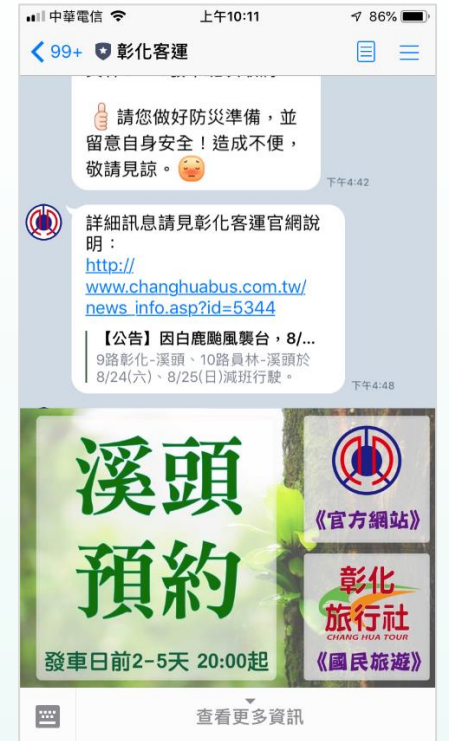 中華電信 上午10:11 86%
99+ 彰化客運
請您做好防災準備，並
留意自身安全！造成不便，
敬請見諒。
下午4:42
詳細訊息請見彰化客運官網說
明：
http://
www.changhuabus.com.tw/
news_info.asp?id=5344
【公告】因白鹿颱風襲台，8/...
9路彰化-溪頭、10路員林-溪頭於
8/24(六)、8/25(日)減班行駛。
下午4:48
溪頭
預約
發車日前2-5天 20:00起
《官方網站》
彰化
旅行社
CHANG HUA TOUR
《國民旅遊》
查看更多資訊